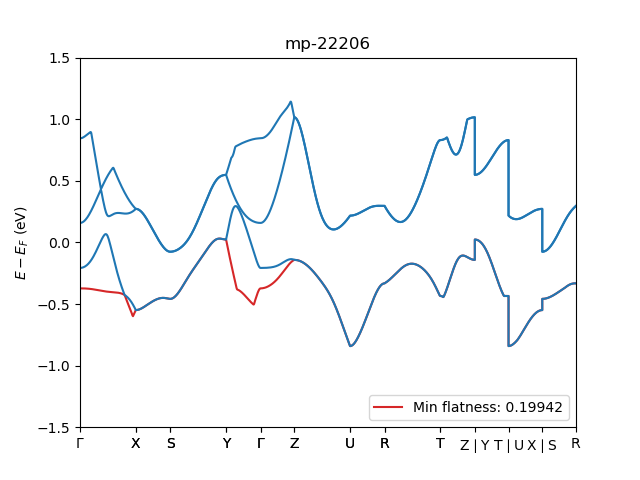 mp-22206
1.5
1.0
0.5
0.0
−0.5
−1.0
−1.5
E − E_F (eV)
Min flatness: 0.19942
Γ X S Y Γ Z U R T Z | Y T | U X | S R